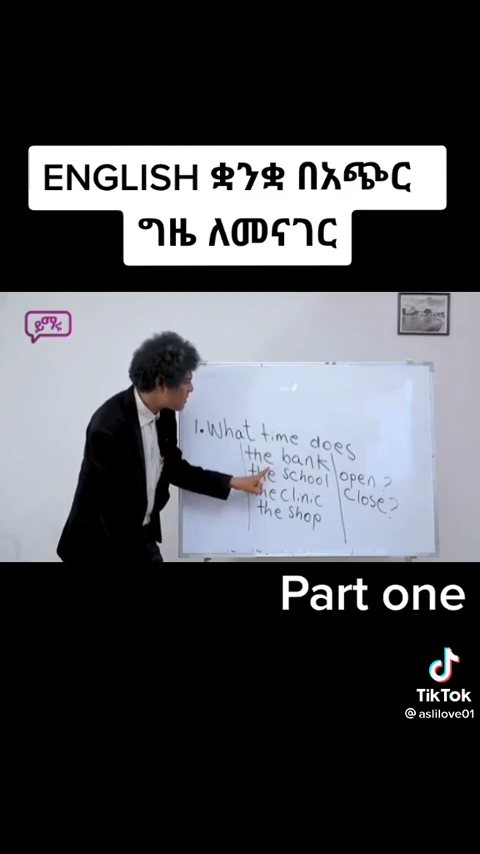 ENGLISH ቋንቋ በአጭር
ግዜ ለመናገር
ይማሩ
1. What time does
the bank
the school
the clinic
the shop
open?
close?
Part one
TikTok
@aslilove01